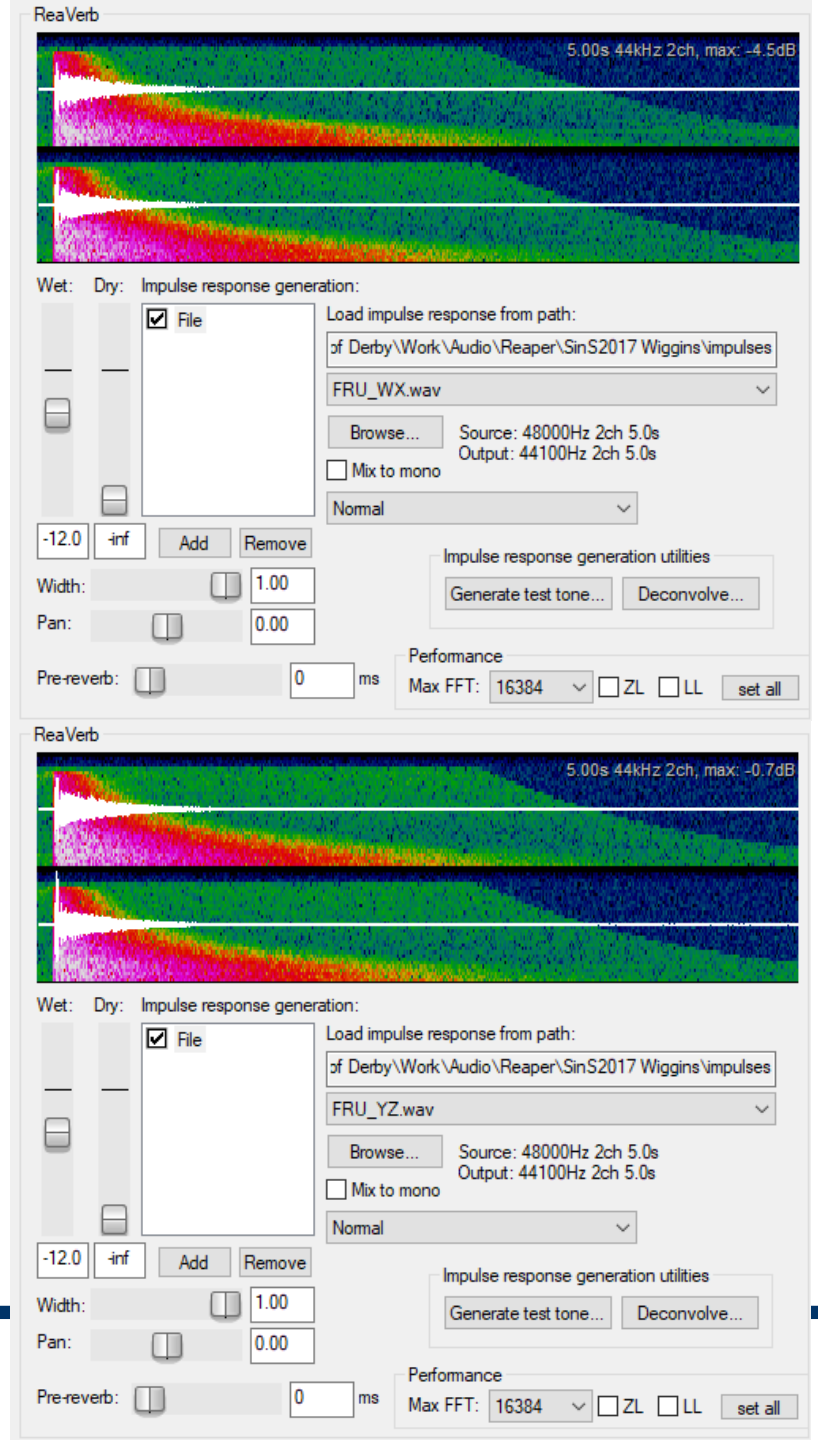 ReaVerb
5.00s 44kHz 2ch, max: -4.5dB
Wet: Dry: Impulse response generation:
File
Load impulse response from path:
of Derby\Work\Audio\Reaper\SinS2017 Wiggins\impulses
FRU_WX.wav
Browse... Source: 48000Hz 2ch 5.0s
Output: 44100Hz 2ch 5.0s
Mix to mono
Normal
-12.0 -inf Add Remove
Impulse response generation utilities
Width: 1.00
Generate test tone... Deconvolve...
Pan: 0.00
Performance
Pre-reverb: 0 ms
Max FFT: 16384 ZL LL set all
ReaVerb
5.00s 44kHz 2ch, max: -0.7dB
Wet: Dry: Impulse response generation:
File
Load impulse response from path:
of Derby\Work\Audio\Reaper\SinS2017 Wiggins\impulses
FRU_YZ.wav
Browse... Source: 48000Hz 2ch 5.0s
Output: 44100Hz 2ch 5.0s
Mix to mono
Normal
-12.0 -inf Add Remove
Impulse response generation utilities
Width: 1.00
Generate test tone... Deconvolve...
Pan: 0.00
Performance
Pre-reverb: 0 ms
Max FFT: 16384 ZL LL set all